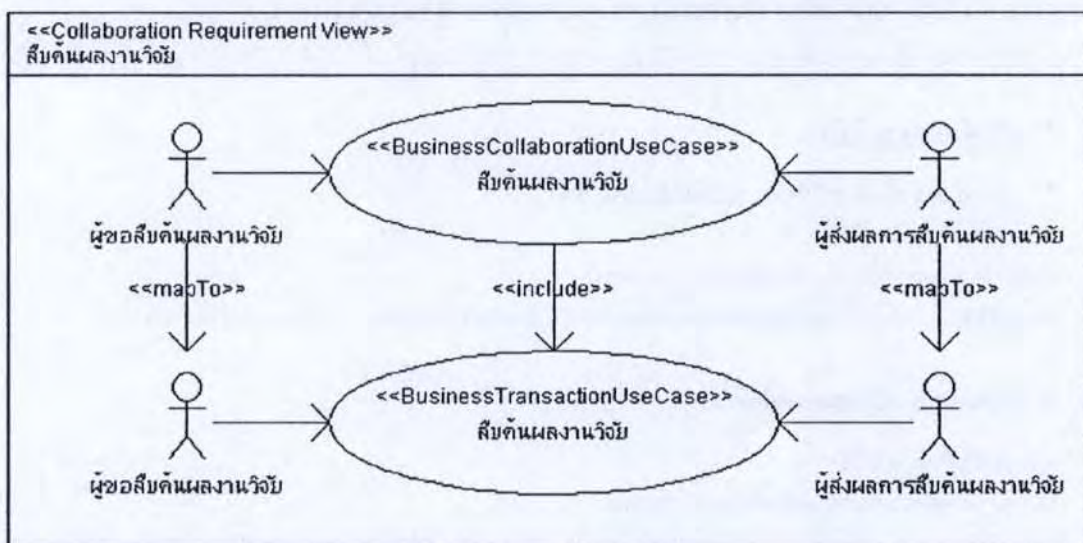 <<Collaboration Requirement View>>
สืบค้นผลงานวิจัย
<<BusinessCollaborationUseCase>>
สืบค้นผลงานวิจัย
ผู้ขอสืบค้นผลงานวิจัย
ผู้ส่งผลการสืบค้นผลงานวิจัย
<<mapTo>>
<<include>>
<<mapTo>>
<<BusinessTransactionUseCase>>
สืบค้นผลงานวิจัย
ผู้ขอสืบค้นผลงานวิจัย
ผู้ส่งผลการสืบค้นผลงานวิจัย